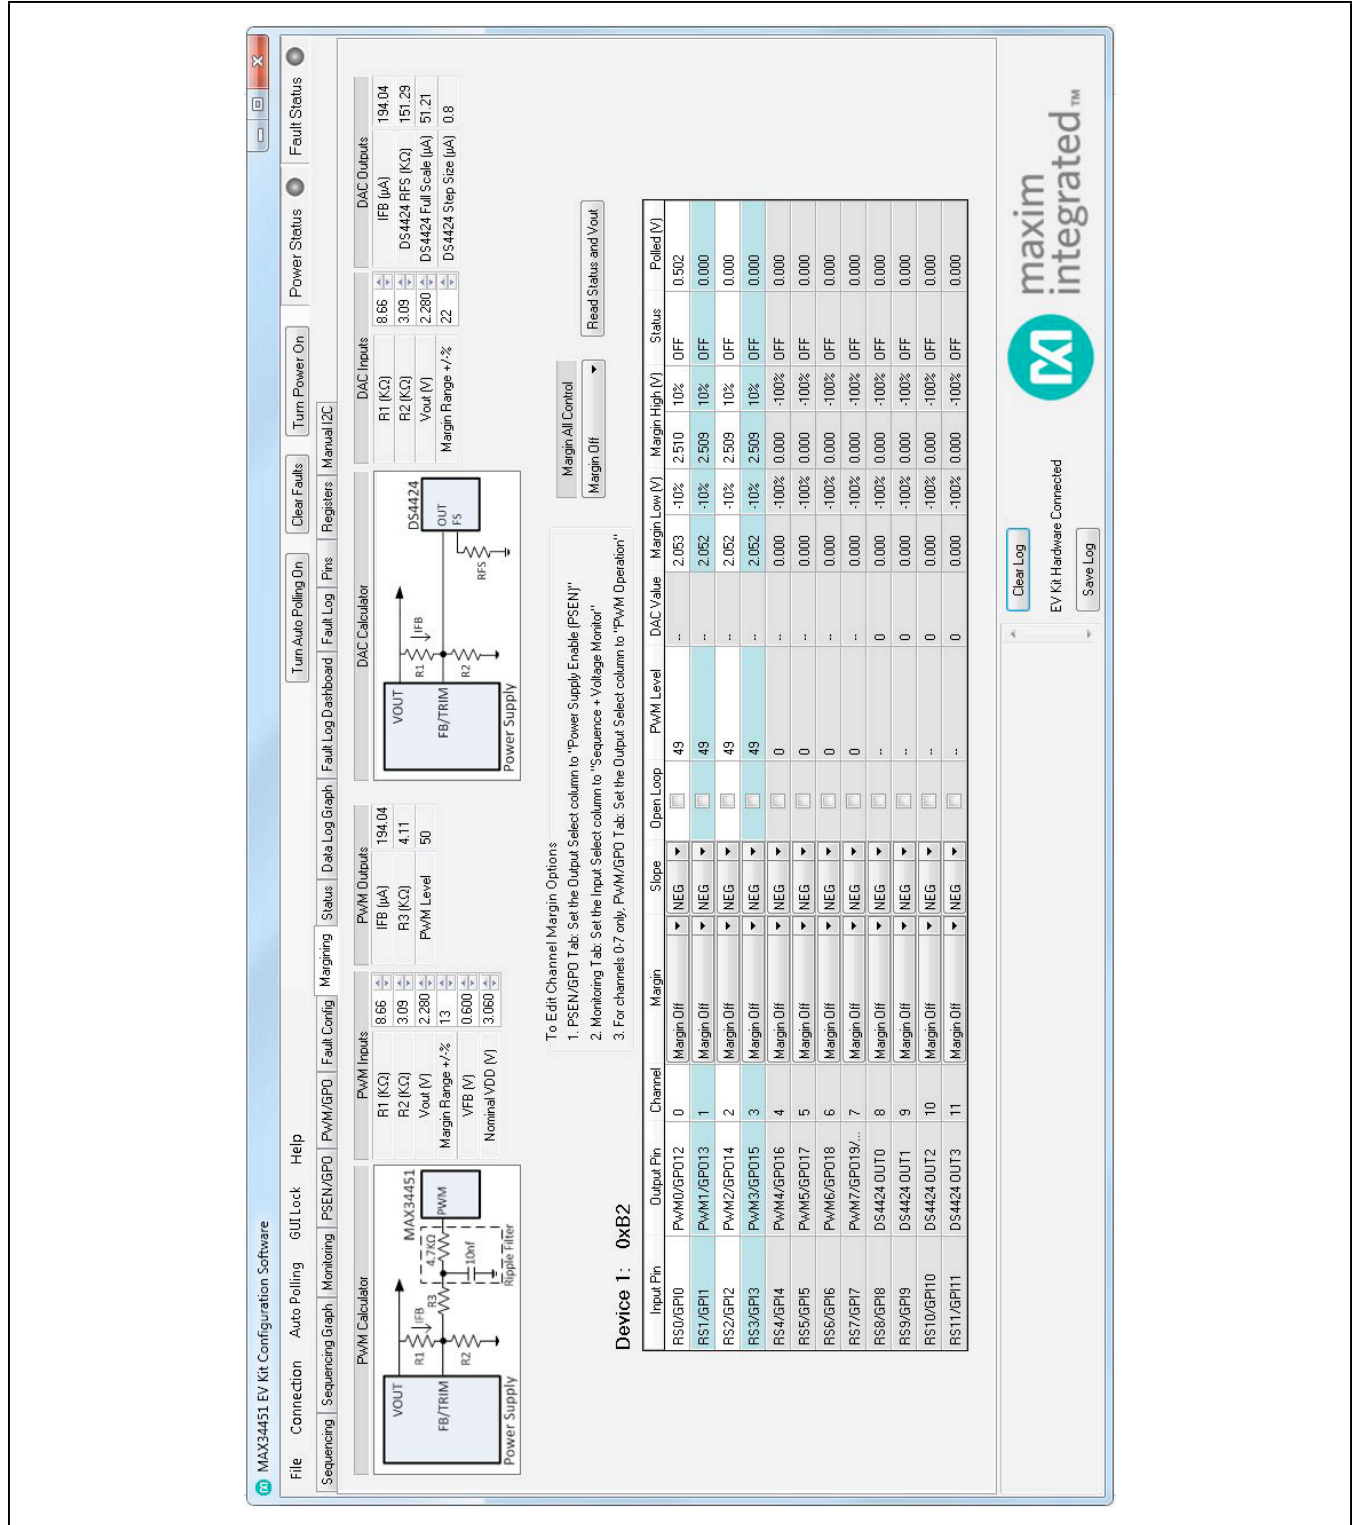 MAX34451 EV Kit Configuration Software
File Connection Auto Polling GUI Lock Help
Turn Auto Polling On Clear Faults Turn Power On Power Status Fault Status
Sequencing Sequencing Graph Monitoring PSEN/GPO PWM/GPO Fault Config Margining Status Data Log Graph Fault Log Dashboard Fault Log Pins Registers Manual I2C
PWM Calculator
VOUT
FB/TRIM
Power Supply
R1
IFB
R2
R3
MAX34451
4.7KΩ
PWM
10nf
Ripple Filter
PWM Inputs
R1 (KΩ) 8.66
R2 (KΩ) 3.09
Vout (V) 2.280
Margin Range +/-% 13
VFB (V) 0.600
Nominal VDD (V) 3.060
PWM Outputs
IFB (µA) 194.04
R3 (KΩ) 4.11
PWM Level 50
DAC Calculator
VOUT
FB/TRIM
Power Supply
R1
IFB
R2
DS4424
OUT
FS
RFS
DAC Inputs
R1 (KΩ) 8.66
R2 (KΩ) 3.09
Vout (V) 2.280
Margin Range +/-% 22
DAC Outputs
IFB (µA) 194.04
DS4424 RFS (KΩ) 151.29
DS4424 Full Scale (µA) 51.21
DS4424 Step Size (µA) 0.8
To Edit Channel Margin Options
1. PSEN/GPO Tab: Set the Output Select column to "Power Supply Enable (PSEN)"
2. Monitoring Tab: Set the Input Select column to "Sequence + Voltage Monitor"
3. For channels 0-7 only, PWM/GPO Tab: Set the Output Select column to "PWM Operation"
Margin All Control
Margin Off
Read Status and Vout
Device 1: 0xB2
Input Pin Output Pin Channel Margin Slope Open Loop PWM Level DAC Value Margin Low (V) Margin High (V) Status Polled (V)
RS0/GPI0 PWM0/GPO12 0 Margin Off NEG 49 -- 2.053 -10% 2.510 10% OFF 0.502
RS1/GPI1 PWM1/GPO13 1 Margin Off NEG 49 -- 2.052 -10% 2.509 10% OFF 0.000
RS2/GPI2 PWM2/GPO14 2 Margin Off NEG 49 -- 2.052 -10% 2.509 10% OFF 0.000
RS3/GPI3 PWM3/GPO15 3 Margin Off NEG 49 -- 2.052 -10% 2.509 10% OFF 0.000
RS4/GPI4 PWM4/GPO16 4 Margin Off NEG 0 -- 0.000 -100% 0.000 -100% OFF 0.000
RS5/GPI5 PWM5/GPO17 5 Margin Off NEG 0 -- 0.000 -100% 0.000 -100% OFF 0.000
RS6/GPI6 PWM6/GPO18 6 Margin Off NEG 0 -- 0.000 -100% 0.000 -100% OFF 0.000
RS7/GPI7 PWM7/GPO19/... 7 Margin Off NEG 0 -- 0.000 -100% 0.000 -100% OFF 0.000
RS8/GPI8 DS4424 OUT0 8 Margin Off NEG -- 0 0.000 -100% 0.000 -100% OFF 0.000
RS9/GPI9 DS4424 OUT1 9 Margin Off NEG -- 0 0.000 -100% 0.000 -100% OFF 0.000
RS10/GPI10 DS4424 OUT2 10 Margin Off NEG -- 0 0.000 -100% 0.000 -100% OFF 0.000
RS11/GPI11 DS4424 OUT3 11 Margin Off NEG -- 0 0.000 -100% 0.000 -100% OFF 0.000
Clear Log
EV Kit Hardware Connected
Save Log
maxim
integrated™